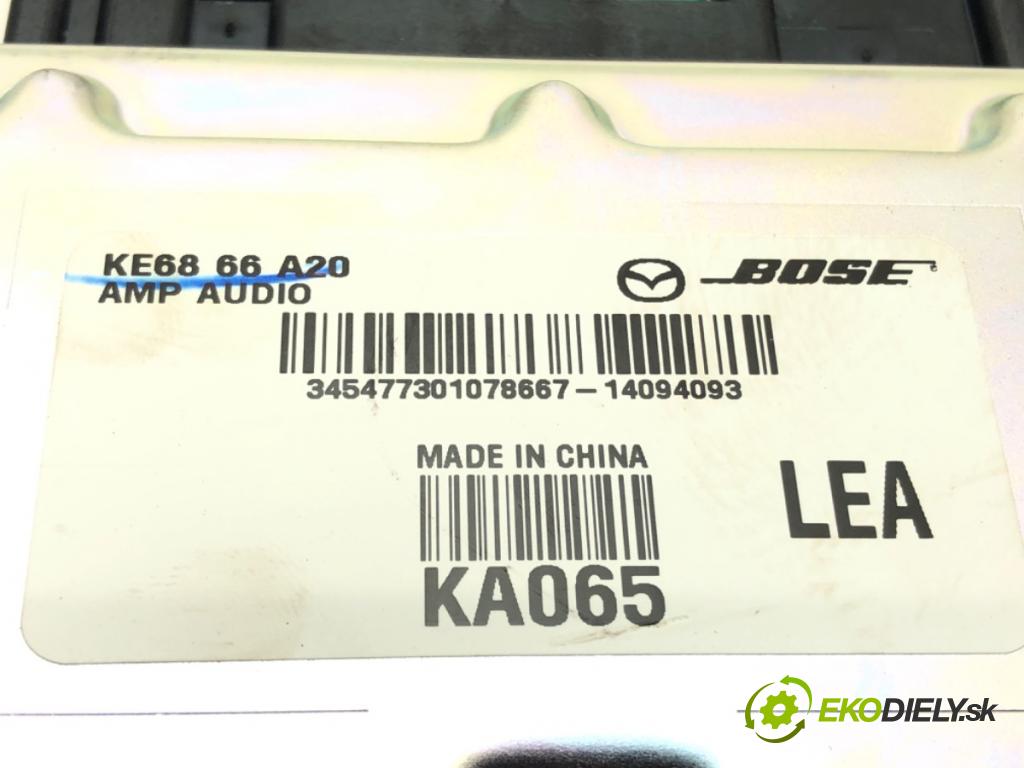 KE68 66 A20
AMP AUDIO
BOSE
345477301078667-14094093
MADE IN CHINA
KA065
LEA
EKODIELY.sk